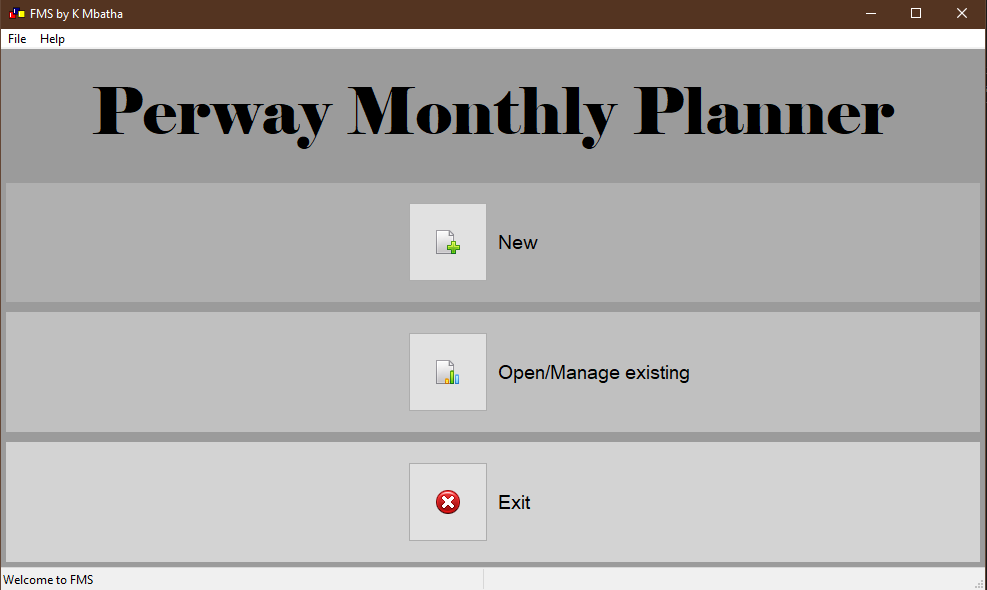 FMS by K Mbatha
File Help
Perway Monthly Planner
New
Open/Manage existing
Exit
Welcome to FMS